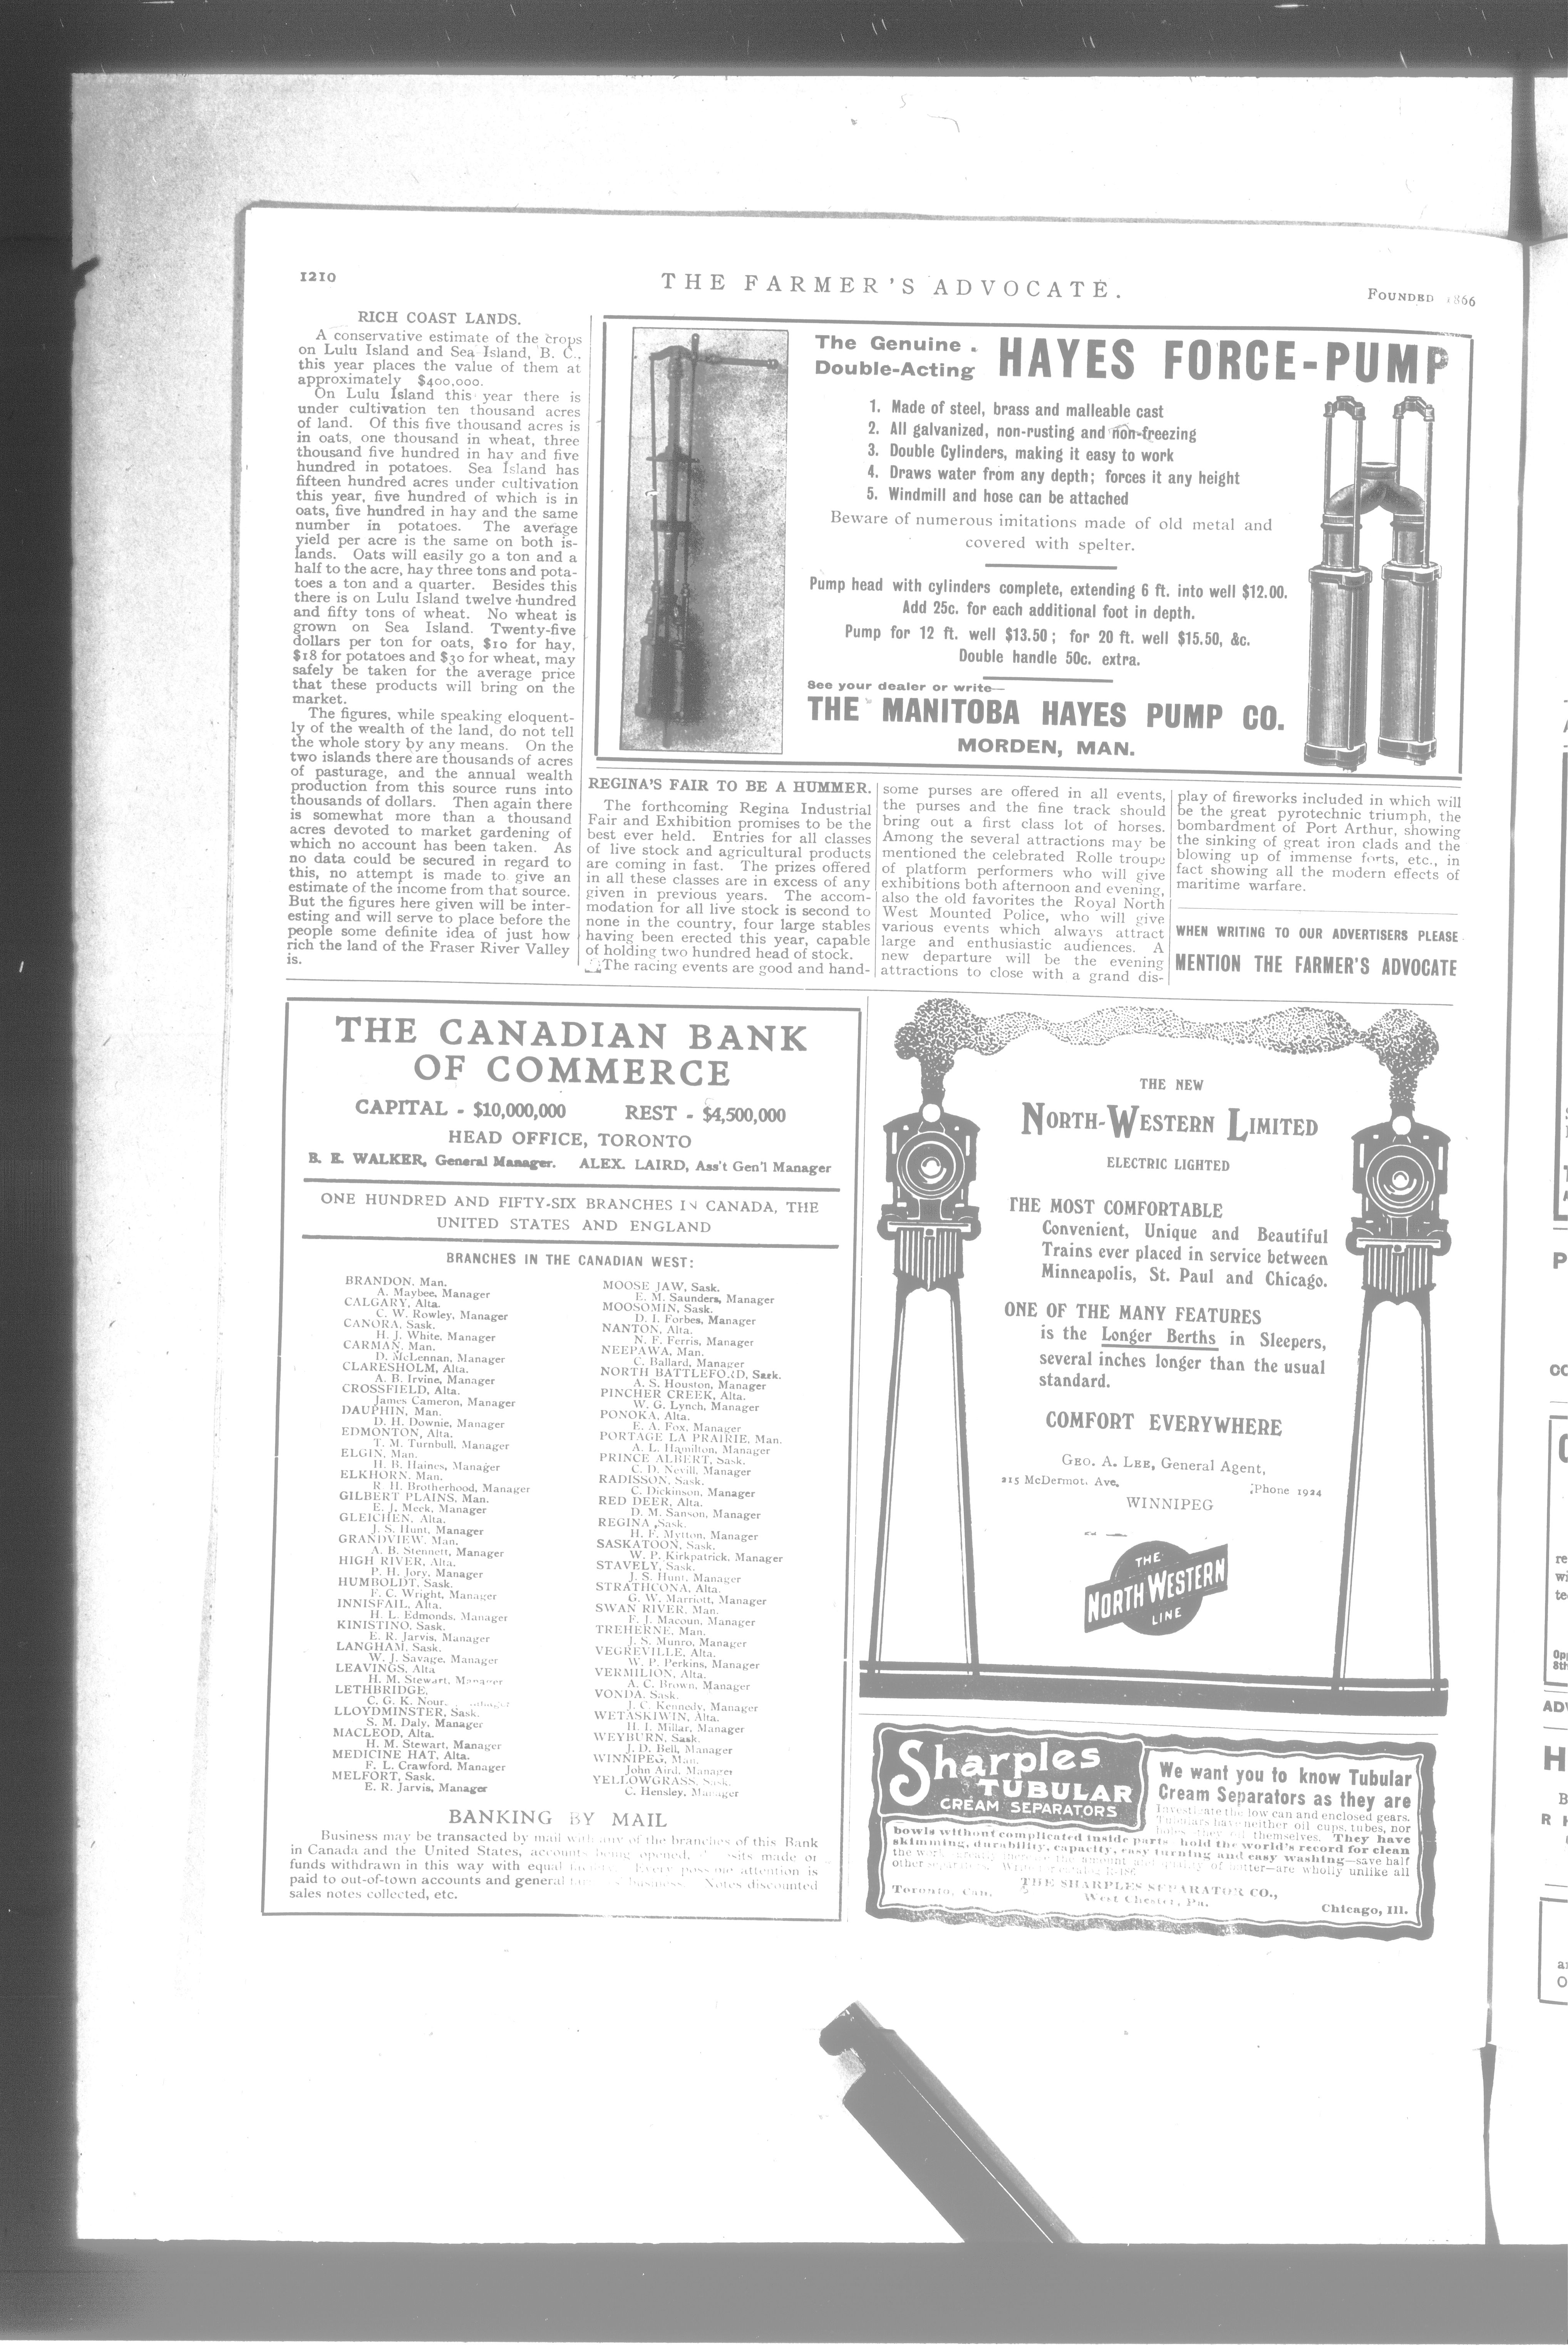 1210
THE FARMER'S ADVOCATE.
FOUNDED 1866
RICH COAST LANDS.
A conservative estimate of the crops
on Lulu Island and Sea Island, B. C.,
this year places the value of them at
approximately $400,000.
On Lulu Island this year there is
under cultivation ten thousand acres
of land. Of this five thousand acres is
in oats, one thousand in wheat, three
thousand five hundred in hay and five
hundred in potatoes. Sea Island has
fifteen hundred acres under cultivation
this year, five hundred of which is in
oats, five hundred in hay and the same
number in potatoes. The average
yield per acre is the same on both is-
lands. Oats will easily go a ton and a
half to the acre, hay three tons and pota-
toes a ton and a quarter. Besides this
there is on Lulu Island twelve hundred
and fifty tons of wheat. No wheat is
grown on Sea Island. Twenty-five
dollars per ton for oats, $10 for hay,
$18 for potatoes and $30 for wheat, may
safely be taken for the average price
that these products will bring on the
market.
The figures, while speaking eloquent-
ly of the wealth of the land, do not tell
the whole story by any means. On the
two islands there are thousands of acres
of pasturage, and the annual wealth
production from this source runs into
thousands of dollars. Then again there
is somewhat more than a thousand
acres devoted to market gardening of
which no account has been taken. As
no data could be secured in regard to
this, no attempt is made to give an
estimate of the income from that source.
But the figures here given will be inter-
esting and will serve to place before the
people some definite idea of just how
rich the land of the Fraser River Valley
is.
The Genuine
Double-Acting HAYES FORCE-PUMP
1. Made of steel, brass and malleable cast
2. All galvanized, non-rusting and non-freezing
3. Double Cylinders, making it easy to work
4. Draws water from any depth; forces it any height
5. Windmill and hose can be attached
Beware of numerous imitations made of old metal and
covered with spelter.
Pump head with cylinders complete, extending 6 ft. into well $12.00.
Add 25c. for each additional foot in depth.
Pump for 12 ft. well $13.50; for 20 ft. well $15.50, &c.
Double handle 50c. extra.
See your dealer or write—
THE MANITOBA HAYES PUMP CO.
MORDEN, MAN.
REGINA'S FAIR TO BE A HUMMER.
The forthcoming Regina Industrial
Fair and Exhibition promises to be the
best ever held. Entries for all classes
of live stock and agricultural products
are coming in fast. The prizes offered
in all these classes are in excess of any
given in previous years. The accom-
modation for all live stock is second to
none in the country, four large stables
having been erected this year, capable
of holding two hundred head of stock.
The racing events are good and hand-
some purses are offered in all events,
the purses and the fine track should
bring out a first class lot of horses.
Among the several attractions may be
mentioned the celebrated Rolle troupe
of platform performers who will give
exhibitions both afternoon and evening,
also the old favorites the Royal North
West Mounted Police, who will give
various events which always attract
large and enthusiastic audiences. A
new departure will be the evening
attractions to close with a grand dis-
play of fireworks included in which will
be the great pyrotechnic triumph, the
bombardment of Port Arthur, showing
the sinking of great iron clads and the
blowing up of immense forts, etc., in
fact showing all the modern effects of
maritime warfare.
WHEN WRITING TO OUR ADVERTISERS PLEASE
MENTION THE FARMER'S ADVOCATE
THE CANADIAN BANK
OF COMMERCE
CAPITAL - $10,000,000 REST - $4,500,000
HEAD OFFICE, TORONTO
B. E. WALKER, General Manager. ALEX. LAIRD, Ass't Gen'l Manager
ONE HUNDRED AND FIFTY-SIX BRANCHES IN CANADA, THE
UNITED STATES AND ENGLAND
BRANCHES IN THE CANADIAN WEST:
BRANDON, Man.
A. Maybee, Manager
CALGARY, Alta.
C. W. Rowley, Manager
CANORA, Sask.
H. J. White, Manager
CARMAN, Man.
D. McLennan, Manager
CLARESHOLM, Alta.
A. B. Irvine, Manager
CROSSFIELD, Alta.
James Cameron, Manager
DAUPHIN, Man.
D. H. Downie, Manager
EDMONTON, Alta.
T. M. Turnbull, Manager
ELGIN, Man.
H. B. Haines, Manager
ELKHORN, Man.
R. H. Brotherhood, Manager
GILBERT PLAINS, Man.
E. J. Meek, Manager
GLEICHEN, Alta.
J. S. Hunt, Manager
GRANDVIEW, Man.
A. B. Stennett, Manager
HIGH RIVER, Alta.
P. H. Jory, Manager
HUMBOLDT, Sask.
F. C. Wright, Manager
INNISFAIL, Alta.
H. L. Edmonds, Manager
KINISTINO, Sask.
E. R. Jarvis, Manager
LANGHAM, Sask.
W. J. Savage, Manager
LEAVINGS, Alta
H. M. Stewart, Manager
LETHBRIDGE,
C. G. K. Nour
LLOYDMINSTER, Sask.
S. M. Daly, Manager
MACLEOD, Alta.
H. M. Stewart, Manager
MEDICINE HAT, Alta.
F. L. Crawford, Manager
MELFORT, Sask.
E. R. Jarvis, Manager
MOOSE JAW, Sask.
E. M. Saunders, Manager
MOOSOMIN, Sask.
D. I. Forbes, Manager
NANTON, Alta.
N. F. Ferris, Manager
NEEPAWA, Man.
C. Ballard, Manager
NORTH BATTLEFORD, Sask.
A. S. Houston, Manager
PINCHER CREEK, Alta.
W. G. Lynch, Manager
PONOKA, Alta.
E. A. Fox, Manager
PORTAGE LA PRAIRIE, Man.
A. L. Hamilton, Manager
PRINCE ALBERT, Sask.
C. D. Nevill, Manager
RADISSON, Sask.
C. Dickinson, Manager
RED DEER, Alta.
D. M. Sanson, Manager
REGINA, Sask.
H. F. Mytton, Manager
SASKATOON, Sask.
W. P. Kirkpatrick, Manager
STAVELY, Sask.
J. S. Hunt, Manager
STRATHCONA, Alta.
G. W. Marriott, Manager
SWAN RIVER, Man.
F. J. Macoun, Manager
TREHERNE, Man.
J. S. Munro, Manager
VEGREVILLE, Alta.
W. P. Perkins, Manager
VERMILION, Alta.
A. C. Brown, Manager
VONDA, Sask.
J. C. Kennedy, Manager
WETASKIWIN, Alta.
H. I. Millar, Manager
WEYBURN, Sask.
J. D. Bell, Manager
WINNIPEG, Man.
John Aird, Manager
YELLOWGRASS, Sask.
C. Hensley, Manager
BANKING BY MAIL
Business may be transacted by mail with any of the branches of this Bank
in Canada and the United States, accounts being opened, made or
funds withdrawn in this way with equal Every attention is
paid to out-of-town accounts and general business. Notes discounted
sales notes collected, etc.
THE NEW
NORTH-WESTERN LIMITED
ELECTRIC LIGHTED
THE MOST COMFORTABLE
Convenient, Unique and Beautiful
Trains ever placed in service between
Minneapolis, St. Paul and Chicago.
ONE OF THE MANY FEATURES
is the Longer Berths in Sleepers,
several inches longer than the usual
standard.
COMFORT EVERYWHERE
GEO. A. LEE, General Agent,
215 McDermot. Ave. Phone 1924
WINNIPEG
THE
NORTH WESTERN
LINE
Sharples
TUBULAR
CREAM SEPARATORS
We want you to know Tubular
Cream Separators as they are
Investigate the low can and enclosed gears.
Tubulars have neither oil cups, tubes, nor
holes they oil themselves. They have
bowls without complicated inside parts hold the world's record for clean
skimming, durability, capacity, easy turning and easy washing—save half
the work butter—are wholly unlike all
other
THE SHARPLES SEPARATOR CO.,
Toronto, Can. West Chester, Pa. Chicago, Ill.